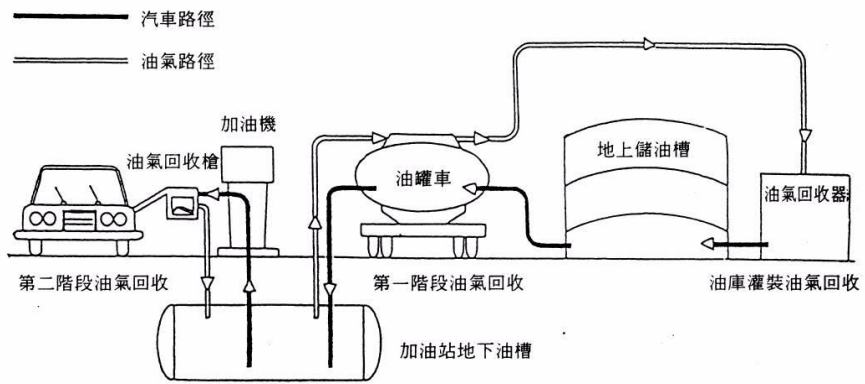 汽車路徑
油氣路徑
加油機
油氣回收槍
油罐車
地上儲油槽
油氣回收器
第二階段油氣回收
第一階段油氣回收
油庫灌裝油氣回收
加油站地下油槽